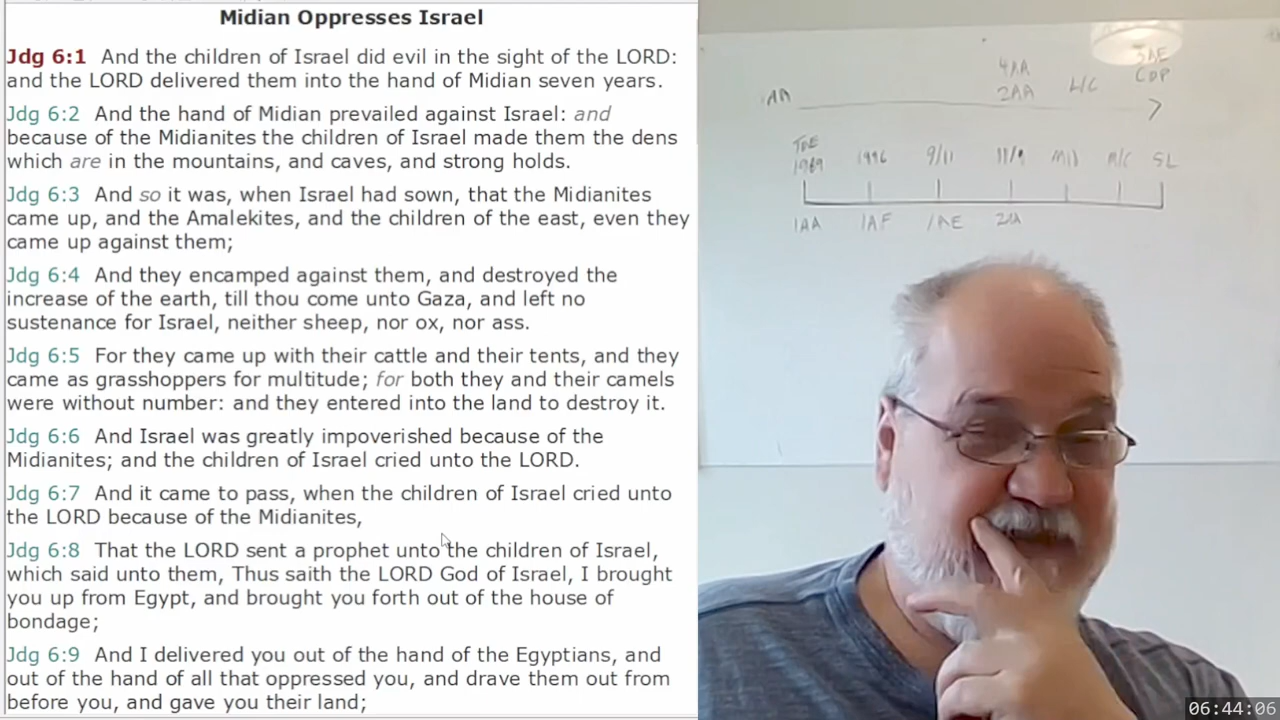 Midian Oppresses Israel
Jdg 6:1 And the children of Israel did evil in the sight of the LORD:
and the LORD delivered them into the hand of Midian seven years.
Jdg 6:2 And the hand of Midian prevailed against Israel: and
because of the Midianites the children of Israel made them the dens
which are in the mountains, and caves, and strong holds.
Jdg 6:3 And so it was, when Israel had sown, that the Midianites
came up, and the Amalekites, and the children of the east, even they
came up against them;
Jdg 6:4 And they encamped against them, and destroyed the
increase of the earth, till thou come unto Gaza, and left no
sustenance for Israel, neither sheep, nor ox, nor ass.
Jdg 6:5 For they came up with their cattle and their tents, and they
came as grasshoppers for multitude; for both they and their camels
were without number: and they entered into the land to destroy it.
Jdg 6:6 And Israel was greatly impoverished because of the
Midianites; and the children of Israel cried unto the LORD.
Jdg 6:7 And it came to pass, when the children of Israel cried unto
the LORD because of the Midianites,
Jdg 6:8 That the LORD sent a prophet unto the children of Israel,
which said unto them, Thus saith the LORD God of Israel, I brought
you up from Egypt, and brought you forth out of the house of
bondage;
Jdg 6:9 And I delivered you out of the hand of the Egyptians, and
out of the hand of all that oppressed you, and drave them out from
before you, and gave you their land;
4AA
2AA L/C CDP
TOE
1989 1996 9/11 11/9 SL
1AA 1AF 1AE
06:44:06